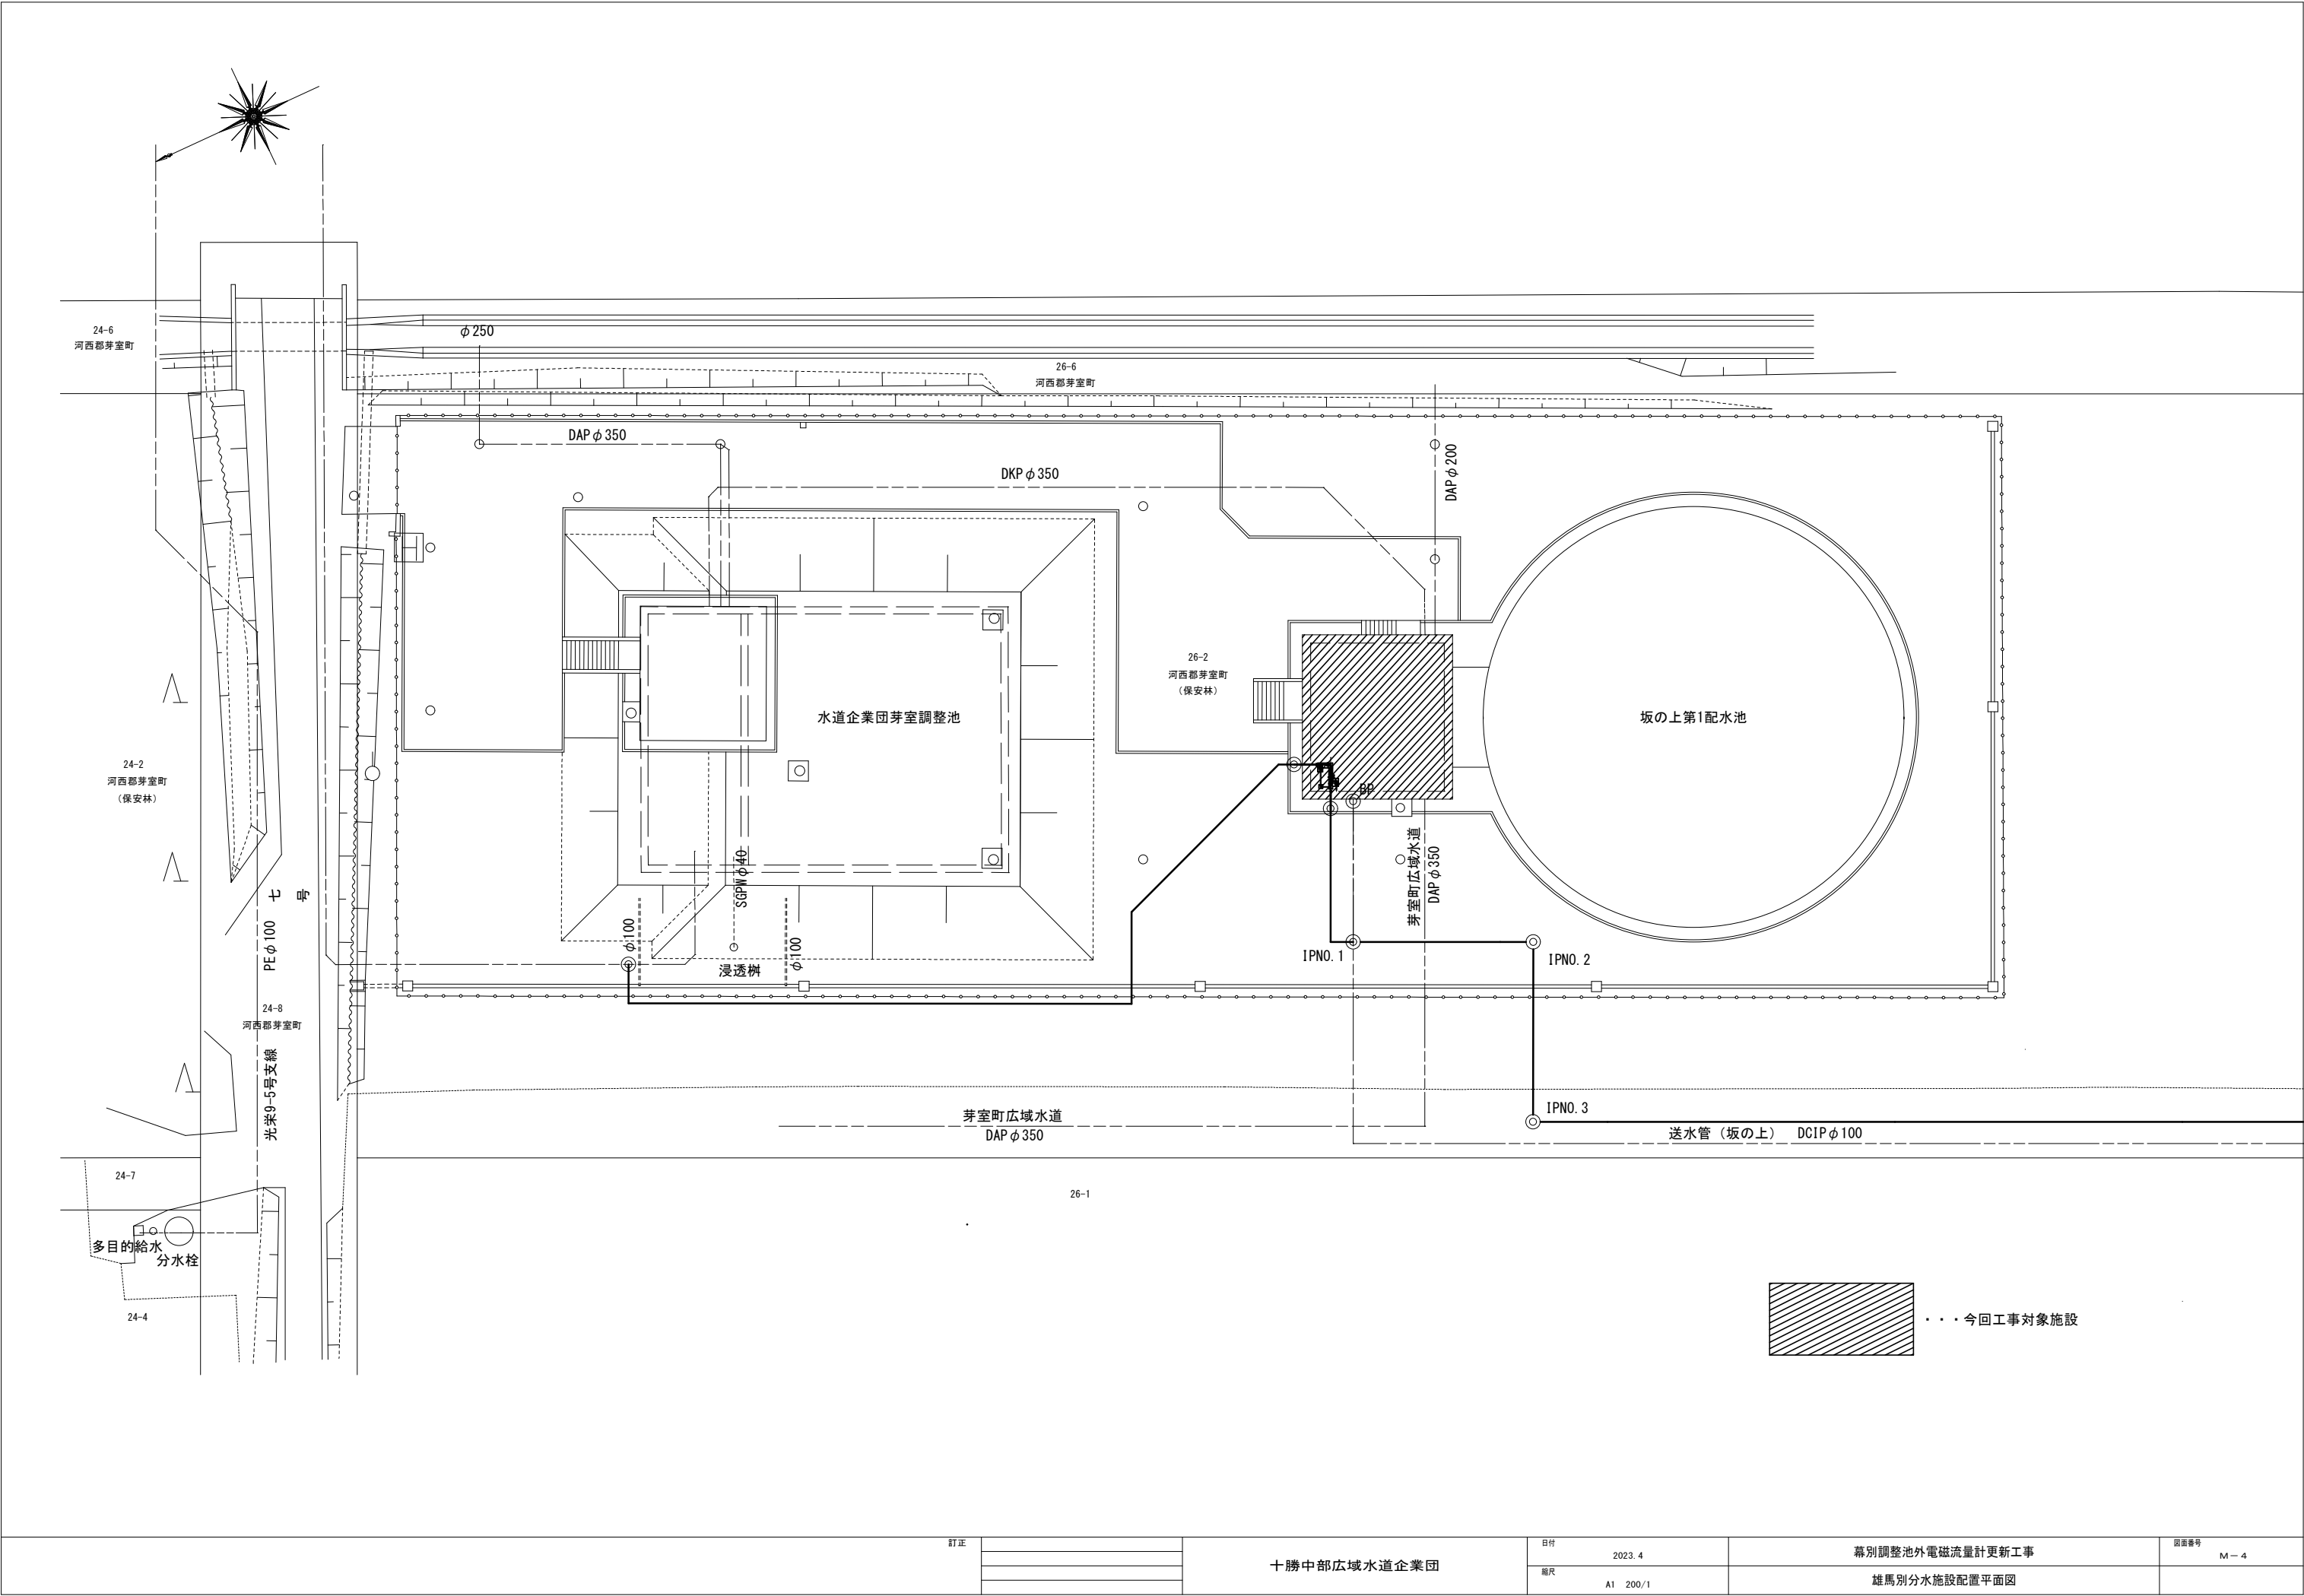 24-6
河西郡芽室町
φ250
26-6
河西郡芽室町
DAPφ350
DKPφ350
DAPφ200
26-2
河西郡芽室町
(保安林)
水道企業団芽室調整池
坂の上第1配水池
24-2
河西郡芽室町
(保安林)
BP
芽室町広域水道
DAPφ350
SGPWφ40
七号
PEφ100
φ100
φ100
浸透桝
IPNO.1
IPNO.2
24-8
河西郡芽室町
光栄9-5号支線
IPNO.3
芽室町広域水道
DAPφ350
送水管（坂の上） DCIPφ100
24-7
26-1
多目的給水
分水栓
24-4
・・・今回工事対象施設
訂正
十勝中部広域水道企業団
日付
2023.4
縮尺
A1 200/1
幕別調整池外電磁流量計更新工事
雄馬別分水施設配置平面図
図面番号
M－4